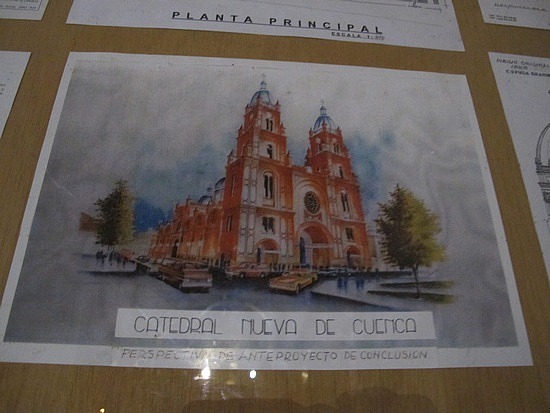 PLANTA PRINCIPAL
CATEDRAL NUEVA DE CUENCA
PERSPECTIVA DE ANTEPROYECTO DE CONCLUSION